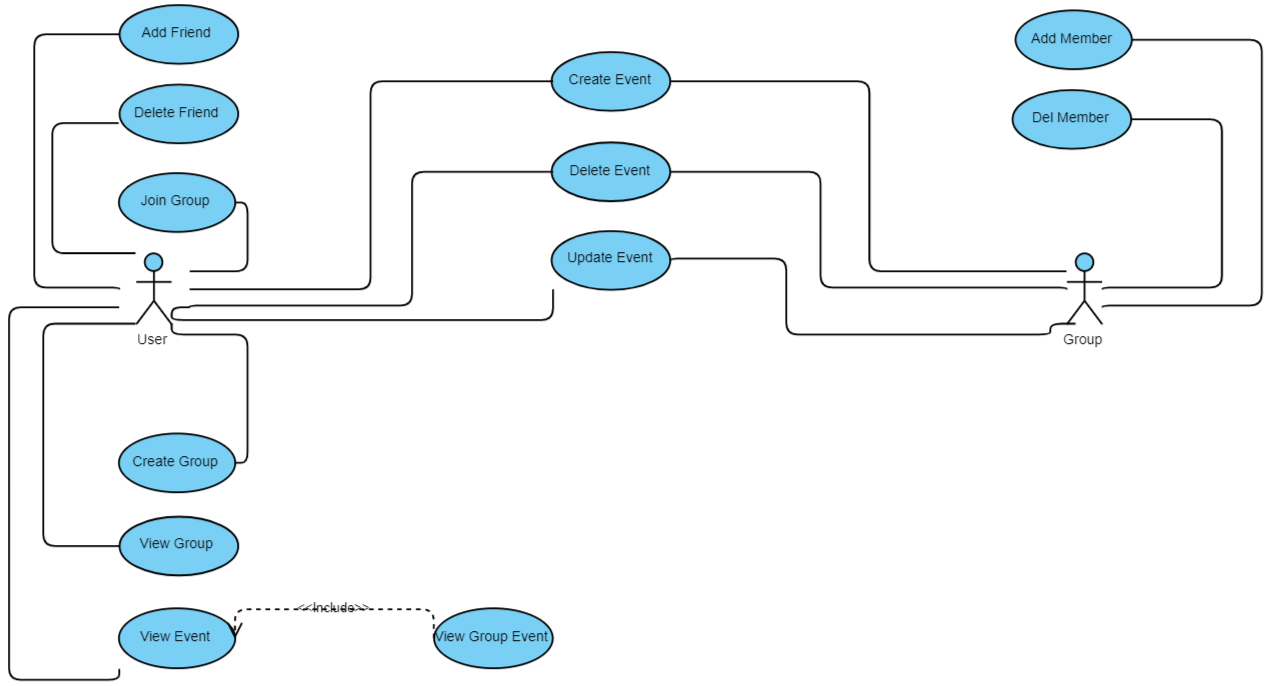 Add Friend
Add Member
Create Event
Delete Friend
Del Member
Delete Event
Join Group
Update Event
User
Group
Create Group
View Group
<<Include>>
View Event
View Group Event